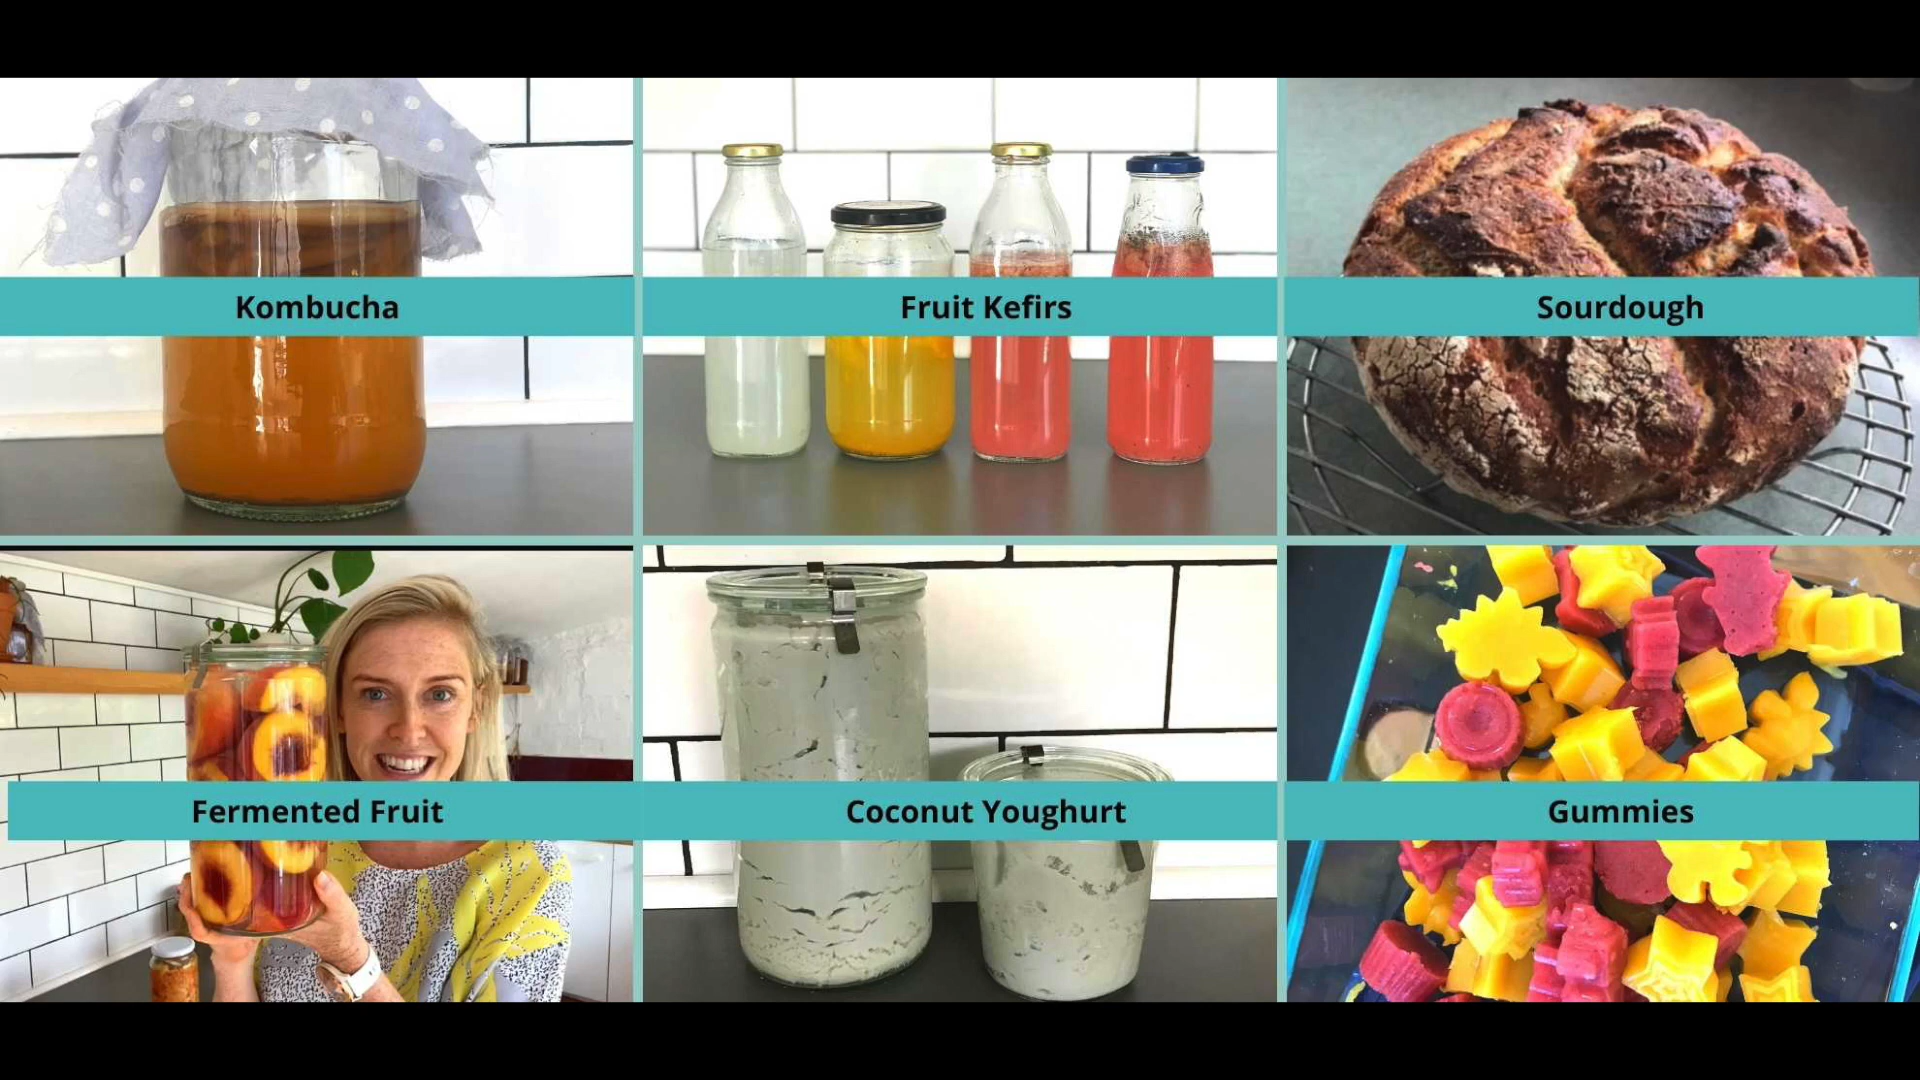 Kombucha
Fruit Kefirs
Sourdough
Fermented Fruit
Coconut Youghurt
Gummies